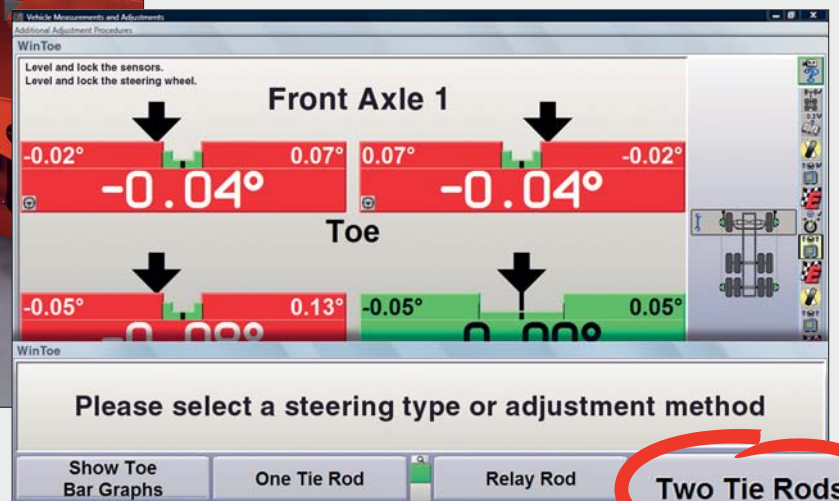 Vehicle Measurements and Adjustments
Additional Adjustment Procedures
WinToe
Level and lock the sensors.
Level and lock the steering wheel.
Front Axle 1
-0.02° 0.07° 0.07° -0.02°
-0.04° -0.04°
Toe
-0.05° 0.13° -0.05° 0.05°
WinToe
Please select a steering type or adjustment method
Show Toe
Bar Graphs
One Tie Rod
Relay Rod
Two Tie Rods